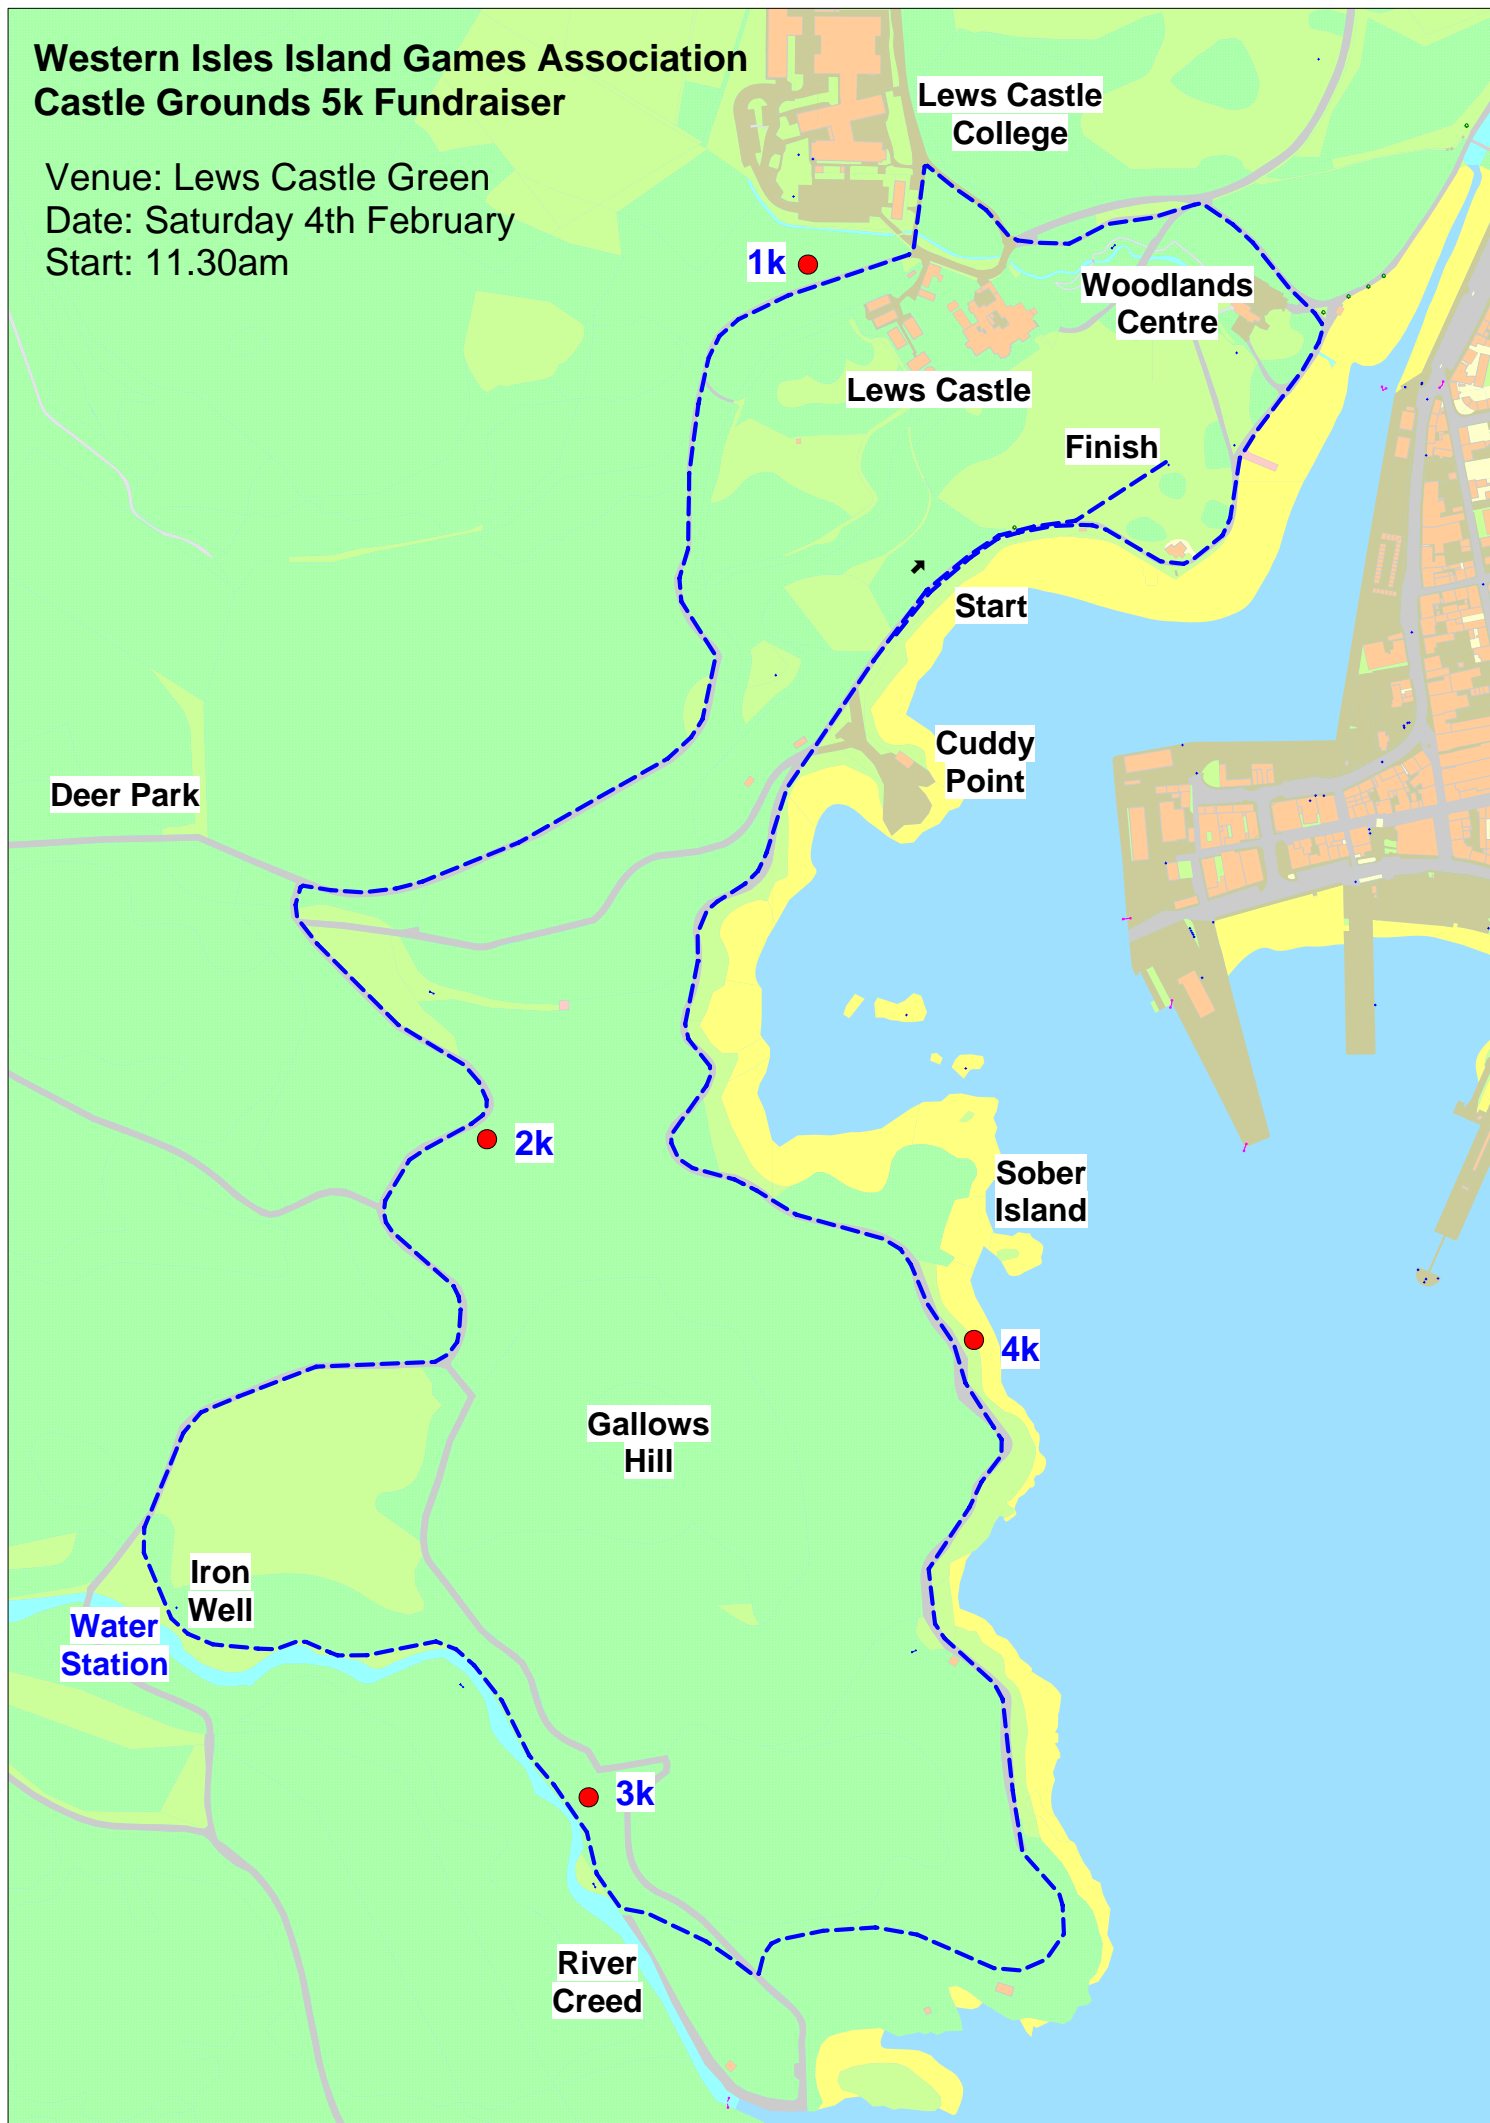 Western Isles Island Games Association
Castle Grounds 5k Fundraiser
Venue: Lews Castle Green
Date: Saturday 4th February
Start: 11.30am
Lews Castle
College
1k
Woodlands
Centre
Lews Castle
Finish
Start
Cuddy
Point
Deer Park
2k
Sober
Island
4k
Gallows
Hill
Iron
Well
Water
Station
3k
River
Creed